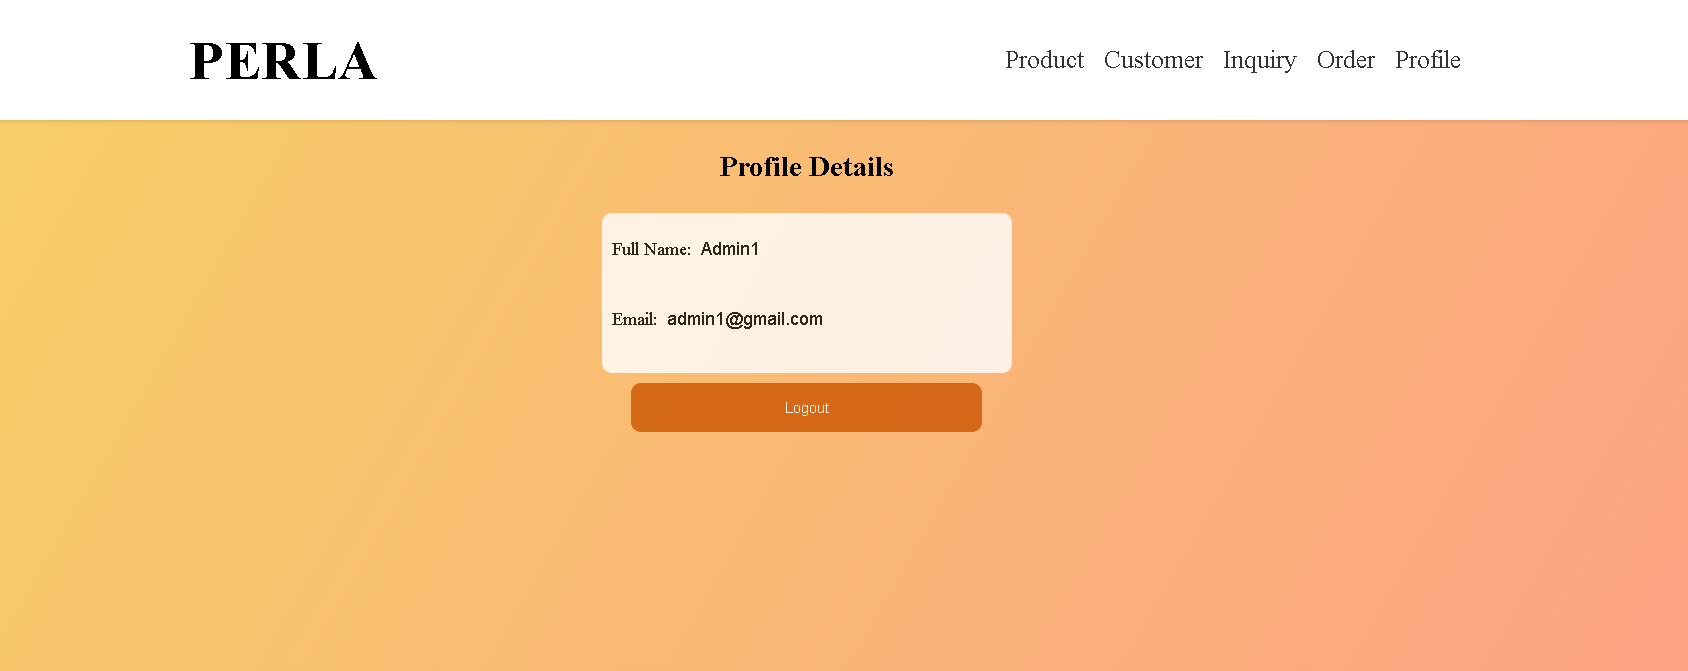 PERLA
Product Customer Inquiry Order Profile
Profile Details
Full Name: Admin1
Email: admin1@gmail.com
Logout